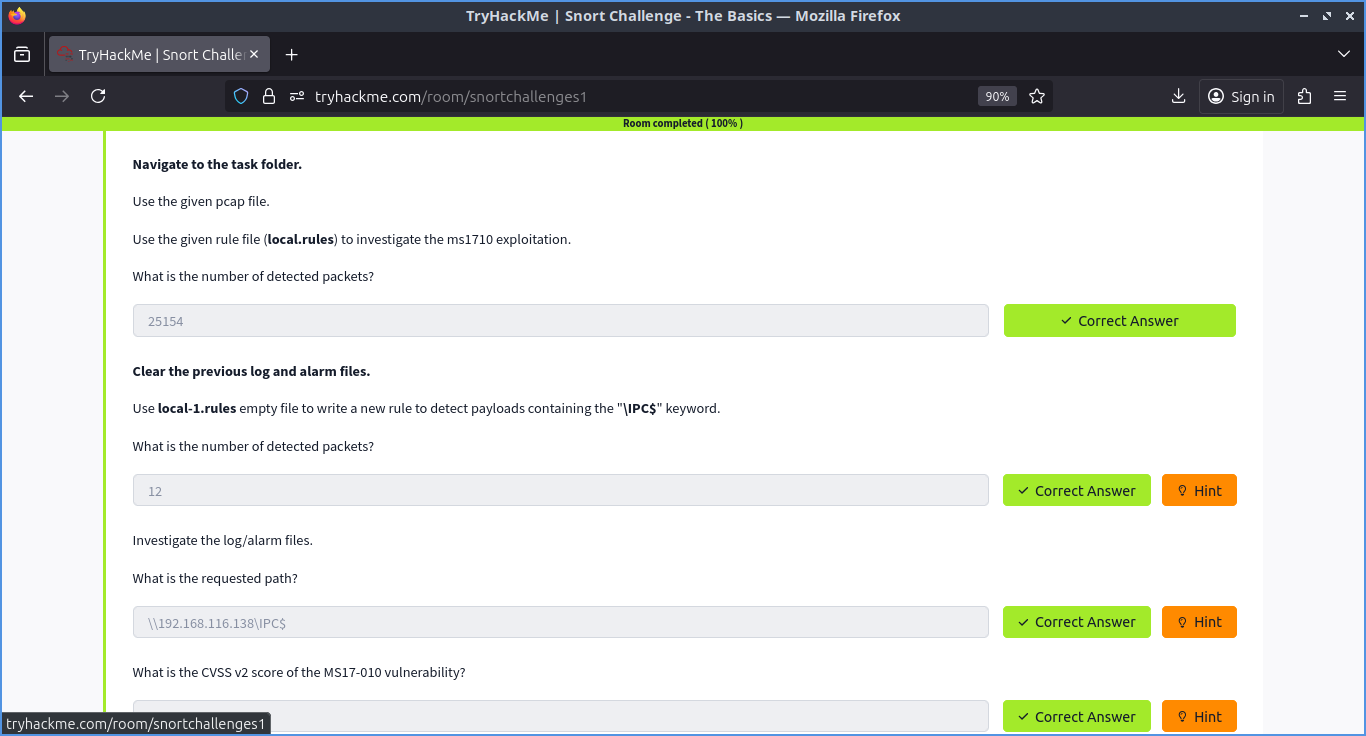 TryHackMe | Snort Challenge - The Basics — Mozilla Firefox
TryHackMe | Snort Challe
tryhackme.com/room/snortchallenges1
90%
Sign in
Room completed ( 100% )
Navigate to the task folder.
Use the given pcap file.
Use the given rule file (local.rules) to investigate the ms1710 exploitation.
What is the number of detected packets?
25154
Correct Answer
Clear the previous log and alarm files.
Use local-1.rules empty file to write a new rule to detect payloads containing the "\IPC$" keyword.
What is the number of detected packets?
12
Correct Answer
Hint
Investigate the log/alarm files.
What is the requested path?
\\192.168.116.138\IPC$
Correct Answer
Hint
What is the CVSS v2 score of the MS17-010 vulnerability?
Correct Answer
Hint
tryhackme.com/room/snortchallenges1